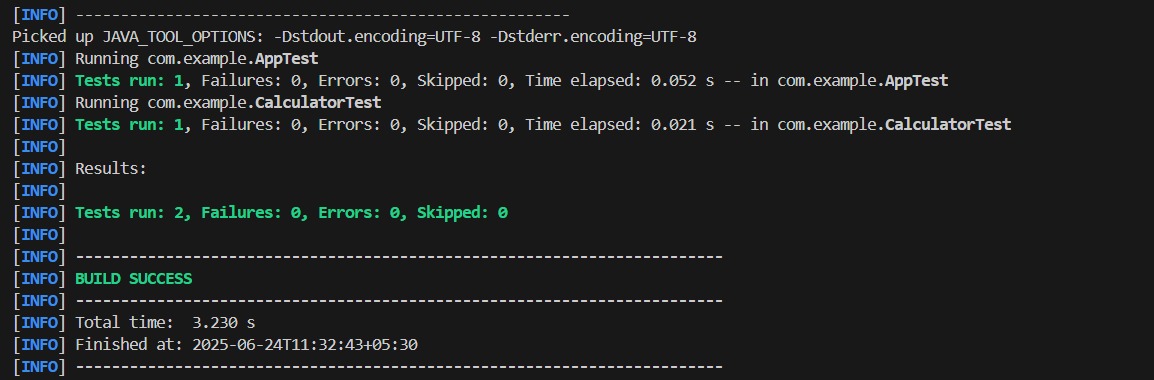 [INFO] -------------------------------------------------------
Picked up JAVA_TOOL_OPTIONS: -Dstdout.encoding=UTF-8 -Dstderr.encoding=UTF-8
[INFO] Running com.example.AppTest
[INFO] Tests run: 1, Failures: 0, Errors: 0, Skipped: 0, Time elapsed: 0.052 s -- in com.example.AppTest
[INFO] Running com.example.CalculatorTest
[INFO] Tests run: 1, Failures: 0, Errors: 0, Skipped: 0, Time elapsed: 0.021 s -- in com.example.CalculatorTest
[INFO]
[INFO] Results:
[INFO]
[INFO] Tests run: 2, Failures: 0, Errors: 0, Skipped: 0
[INFO]
[INFO] ------------------------------------------------------------------------
[INFO] BUILD SUCCESS
[INFO] ------------------------------------------------------------------------
[INFO] Total time:  3.230 s
[INFO] Finished at: 2025-06-24T11:32:43+05:30
[INFO] ------------------------------------------------------------------------